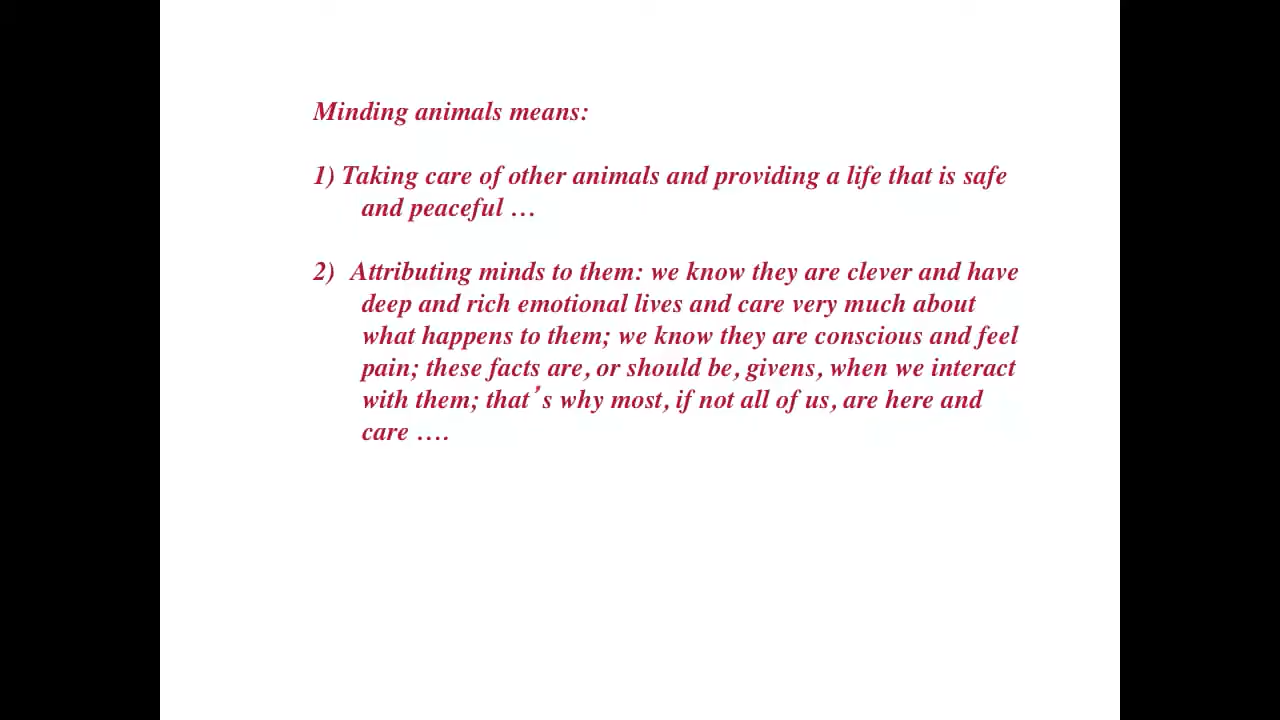 Minding animals means:
1) Taking care of other animals and providing a life that is safe
and peaceful …
2) Attributing minds to them: we know they are clever and have
deep and rich emotional lives and care very much about
what happens to them; we know they are conscious and feel
pain; these facts are, or should be, givens, when we interact
with them; that’s why most, if not all of us, are here and
care ….